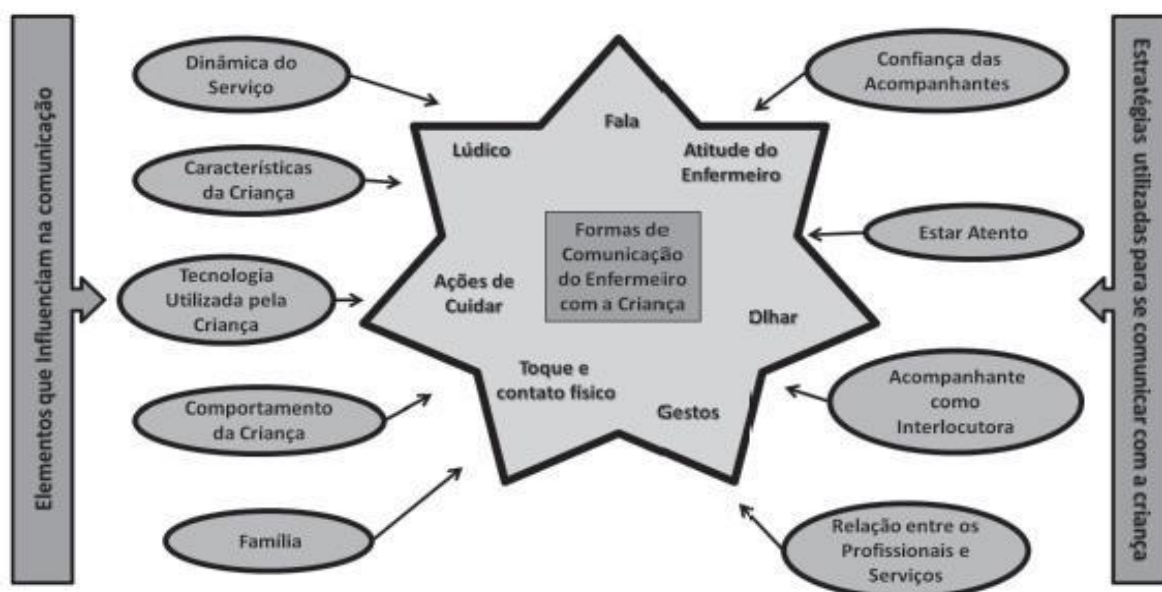 Elementos que Influenciam na comunicação
Dinâmica do
Serviço
Características
da Criança
Tecnologia
Utilizada pela
Criança
Comportamento
da Criança
Família
Fala
Lúdico
Atitude do
Enfermeiro
Formas de
Comunicação
do Enfermeiro
com a Criança
Ações de
Cuidar
Olhar
Toque e
contato físico
Gestos
Confiança das
Acompanhantes
Estar Atento
Acompanhante
como
Interlocutora
Relação entre os
Profissionais e
Serviços
Estratégias utilizadas para se comunicar com a criança